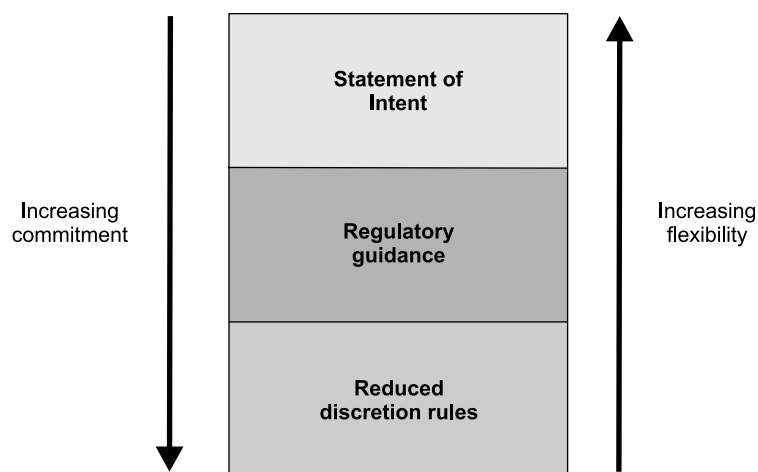 Statement of
Intent
Increasing
commitment
Regulatory
guidance
Increasing
flexibility
Reduced
discretion rules